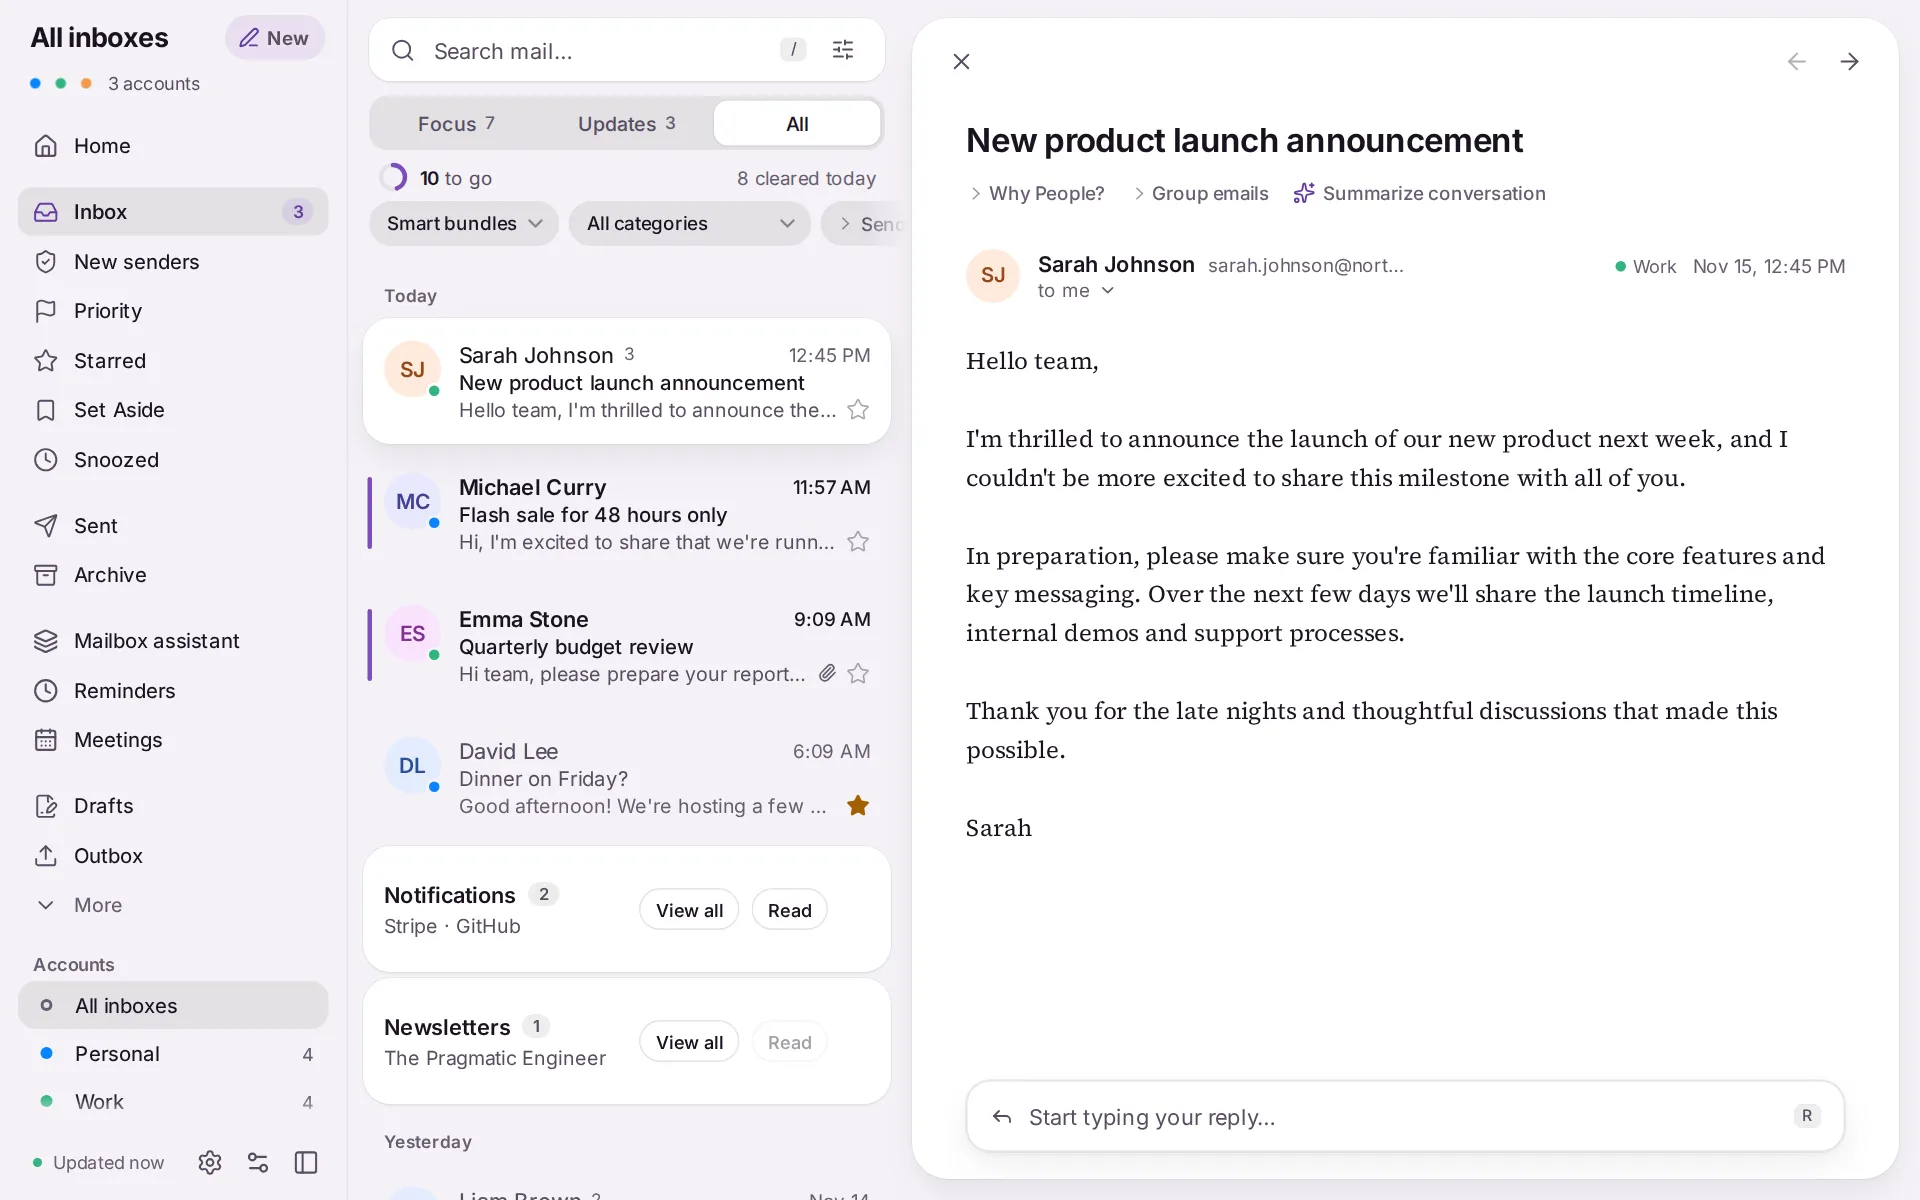 All inboxes
New
3 accounts
Home
Inbox 3
New senders
Priority
Starred
Set Aside
Snoozed
Sent
Archive
Mailbox assistant
Reminders
Meetings
Drafts
Outbox
More
Accounts
All inboxes
Personal 4
Work 4
Updated now
Search mail... /
Focus 7 Updates 3 All
10 to go 8 cleared today
Smart bundles All categories Senc
Today
SJ Sarah Johnson 3 12:45 PM
New product launch announcement
Hello team, I'm thrilled to announce the...
MC Michael Curry 11:57 AM
Flash sale for 48 hours only
Hi, I'm excited to share that we're runn...
ES Emma Stone 9:09 AM
Quarterly budget review
Hi team, please prepare your report...
DL David Lee 6:09 AM
Dinner on Friday?
Good afternoon! We're hosting a few ...
Notifications 2
Stripe · GitHub
View all Read
Newsletters 1
The Pragmatic Engineer
View all Read
Yesterday
Liam Brown 2 Nov 14
New product launch announcement
Why People? Group emails Summarize conversation
SJ Sarah Johnson sarah.johnson@nort... Work Nov 15, 12:45 PM
to me
Hello team,
I'm thrilled to announce the launch of our new product next week, and I
couldn't be more excited to share this milestone with all of you.
In preparation, please make sure you're familiar with the core features and
key messaging. Over the next few days we'll share the launch timeline,
internal demos and support processes.
Thank you for the late nights and thoughtful discussions that made this
possible.
Sarah
Start typing your reply... R